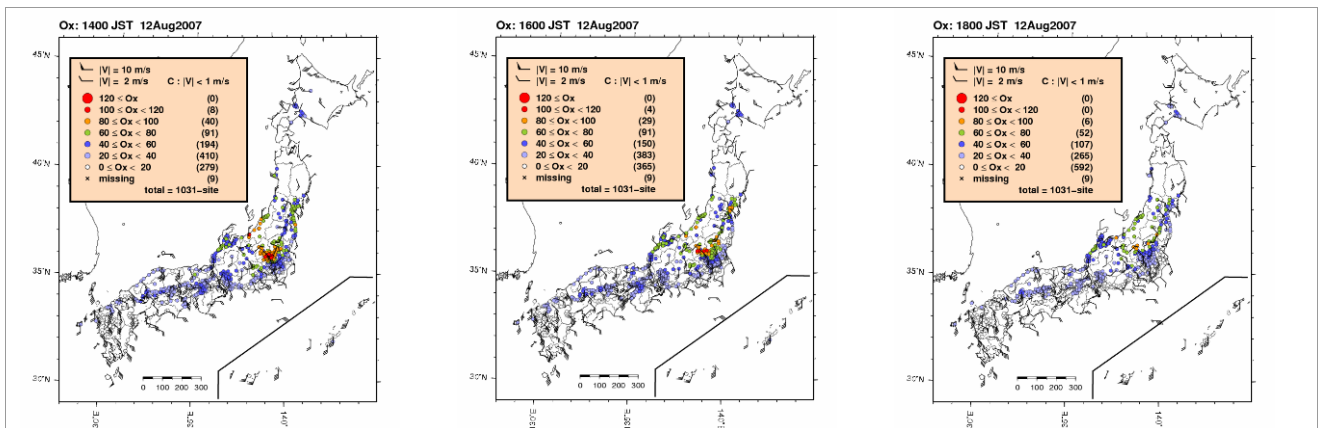 Ox: 1400 JST 12Aug2007
|V| = 10 m/s
|V| = 2 m/s C : |V| < 1 m/s
120 ≤ Ox (0)
100 ≤ Ox < 120 (8)
80 ≤ Ox < 100 (40)
60 ≤ Ox < 80 (91)
40 ≤ Ox < 60 (194)
20 ≤ Ox < 40 (410)
0 ≤ Ox < 20 (279)
missing (9)
total = 1031-site
45°N
40°N
35°N
0 100 200 300
Ox: 1600 JST 12Aug2007
|V| = 10 m/s
|V| = 2 m/s C : |V| < 1 m/s
120 ≤ Ox (0)
100 ≤ Ox < 120 (4)
80 ≤ Ox < 100 (29)
60 ≤ Ox < 80 (91)
40 ≤ Ox < 60 (150)
20 ≤ Ox < 40 (383)
0 ≤ Ox < 20 (365)
missing (9)
total = 1031-site
45°N
40°N
35°N
0 100 200 300
Ox: 1800 JST 12Aug2007
|V| = 10 m/s
|V| = 2 m/s C : |V| < 1 m/s
120 ≤ Ox (0)
100 ≤ Ox < 120 (0)
80 ≤ Ox < 100 (6)
60 ≤ Ox < 80 (52)
40 ≤ Ox < 60 (107)
20 ≤ Ox < 40 (265)
0 ≤ Ox < 20 (592)
missing (9)
total = 1031-site
45°N
40°N
35°N
0 100 200 300